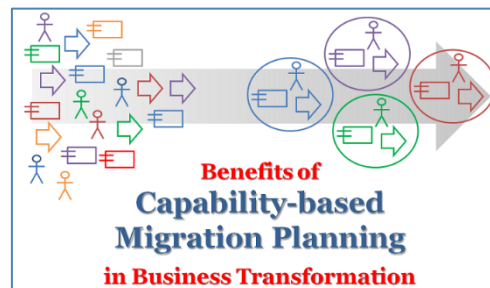 Benefits of
Capability-based
Migration Planning
in Business Transformation